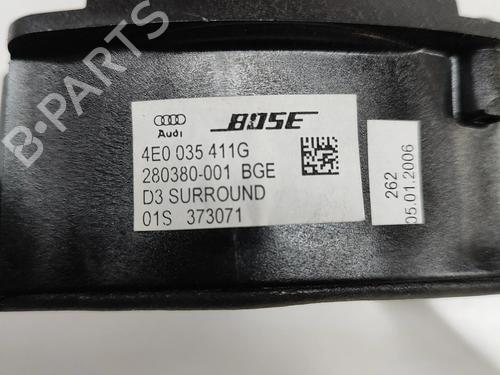 B-PARTS
Audi
BOSE
4E0 035 411G
280380-001 BGE
D3 SURROUND
01S 373071
262
05.01.2006